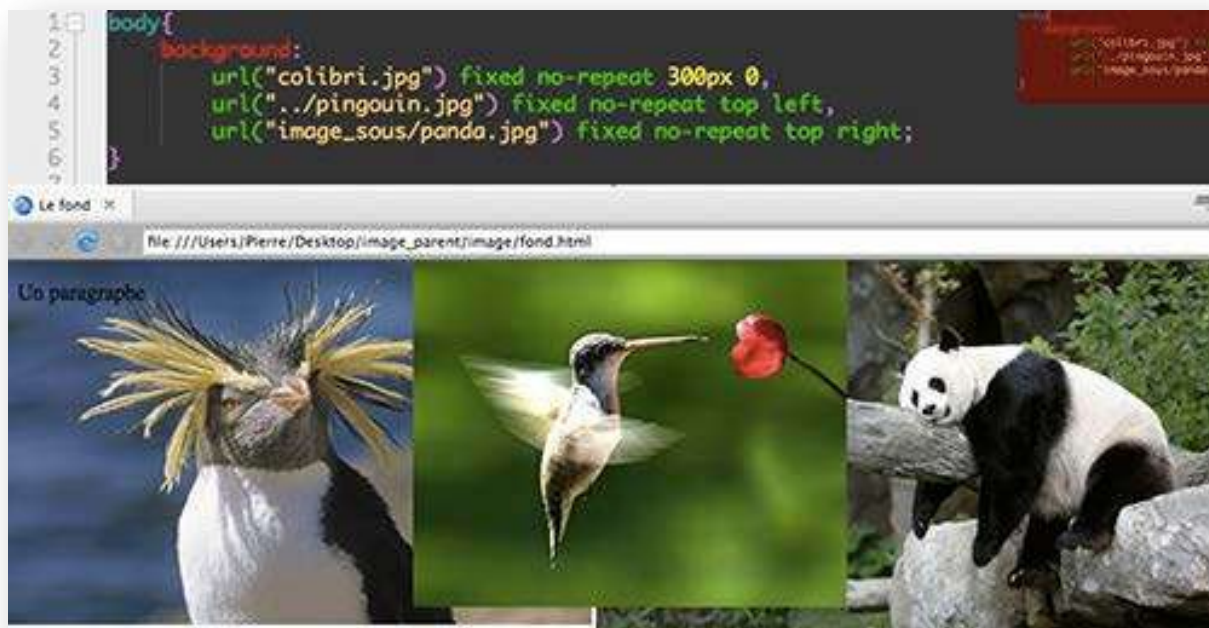 1 body{
2 background:
3 url("colibri.jpg") fixed no-repeat 300px 0,
4 url("../pingouin.jpg") fixed no-repeat top left,
5 url("image_sous/panda.jpg") fixed no-repeat top right;
6 }
7
Le fond ×
file:///Users/Pierre/Desktop/image_parent/image/fond.html
Un paragraphe